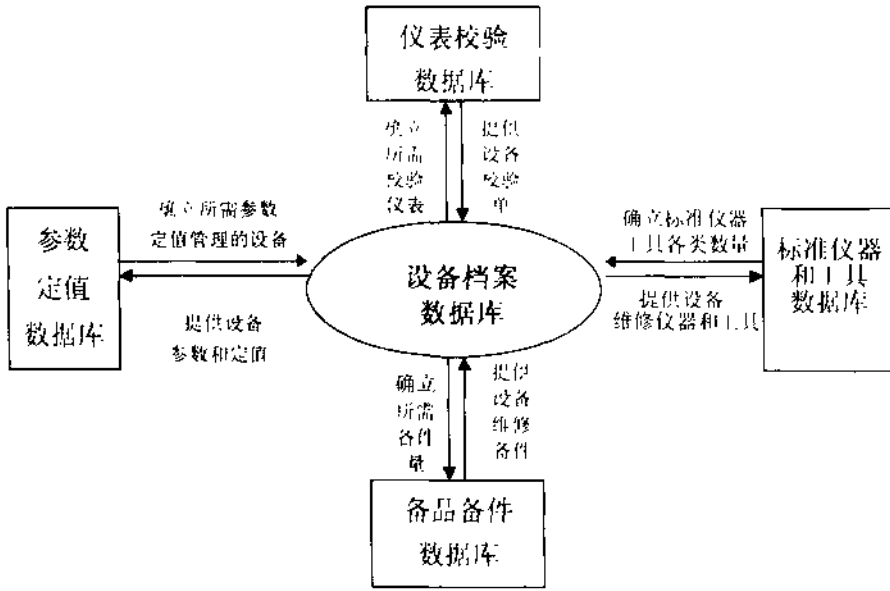 仪表校验
数据库
确立
所需
校验
仪表
提供
设备
校验
单
确立所需参数
定值管理的设备
参数
定值
数据库
提供设备
参数和定值
设备档案
数据库
确立标准仪器
工具各类数量
提供设备
维修仪器和工具
标准仪器
和工具
数据库
确立
所需
备件
量
提供
设备
维修
备件
备品备件
数据库